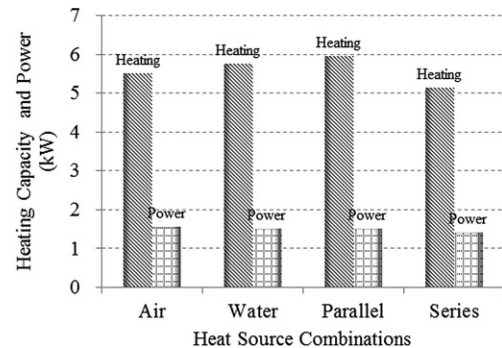 Heating Capacity and Power
(kW)
7
6
5
4
3
2
1
0
Heating
Power
Heating
Power
Heating
Power
Heating
Power
Air Water Parallel Series
Heat Source Combinations